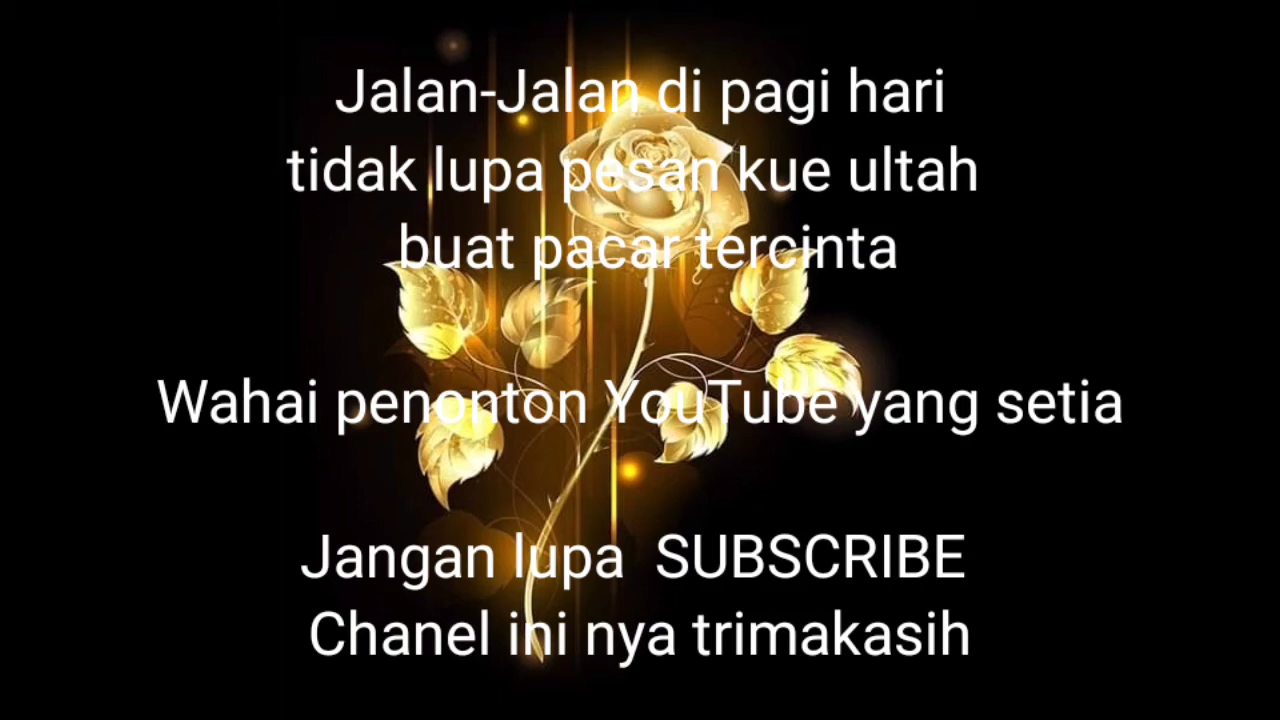 Jalan-Jalan di pagi hari
tidak lupa pesan kue ultah
buat pacar tercinta
Wahai penonton YouTube yang setia
Jangan lupa SUBSCRIBE
Chanel ini nya trimakasih